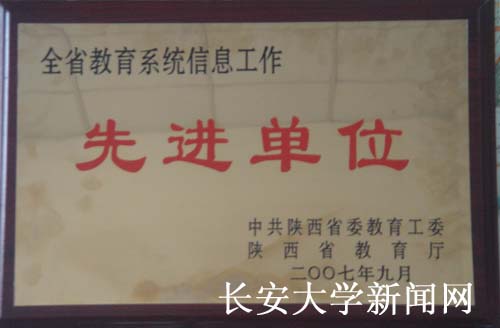 全省教育系统信息工作
先进单位
中共陕西省委教育工委
陕西省教育厅
二〇〇七年九月
长安大学新闻网